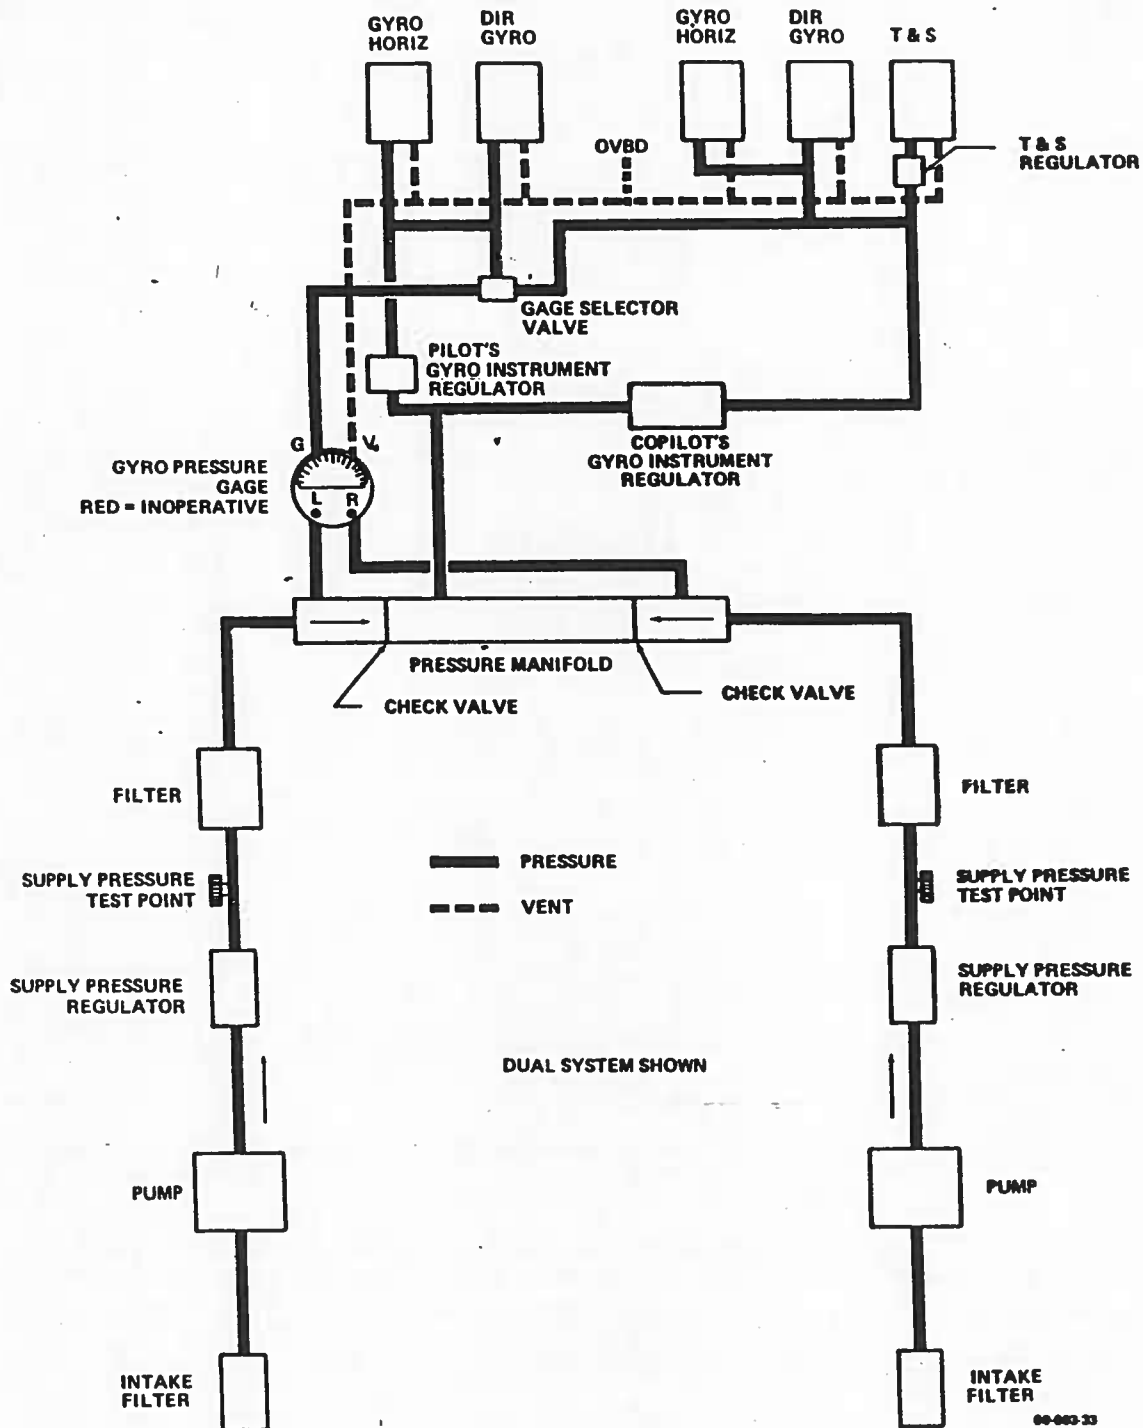 GYRO
HORIZ
DIR
GYRO
GYRO
HORIZ
DIR
GYRO
T & S
OVBD
T & S
REGULATOR
GAGE SELECTOR
VALVE
PILOT'S
GYRO INSTRUMENT
REGULATOR
COPILOT'S
GYRO INSTRUMENT
REGULATOR
G
V
GYRO PRESSURE
GAGE
RED = INOPERATIVE
L R
PRESSURE MANIFOLD
CHECK VALVE
CHECK VALVE
FILTER
FILTER
PRESSURE
VENT
SUPPLY PRESSURE
TEST POINT
SUPPLY PRESSURE
TEST POINT
SUPPLY PRESSURE
REGULATOR
SUPPLY PRESSURE
REGULATOR
DUAL SYSTEM SHOWN
PUMP
PUMP
INTAKE
FILTER
INTAKE
FILTER